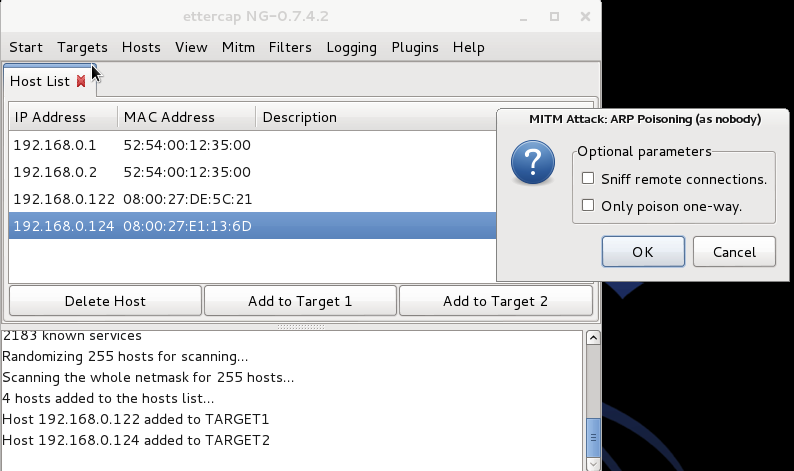 ettercap NG-0.7.4.2
Start Targets Hosts View Mitm Filters Logging Plugins Help
Host List
IP Address MAC Address Description
192.168.0.1 52:54:00:12:35:00
192.168.0.2 52:54:00:12:35:00
192.168.0.122 08:00:27:DE:5C:21
192.168.0.124 08:00:27:E1:13:6D
Delete Host Add to Target 1 Add to Target 2
2183 known services
Randomizing 255 hosts for scanning...
Scanning the whole netmask for 255 hosts...
4 hosts added to the hosts list...
Host 192.168.0.122 added to TARGET1
Host 192.168.0.124 added to TARGET2
MITM Attack: ARP Poisoning (as nobody)
Optional parameters
Sniff remote connections.
Only poison one-way.
OK Cancel